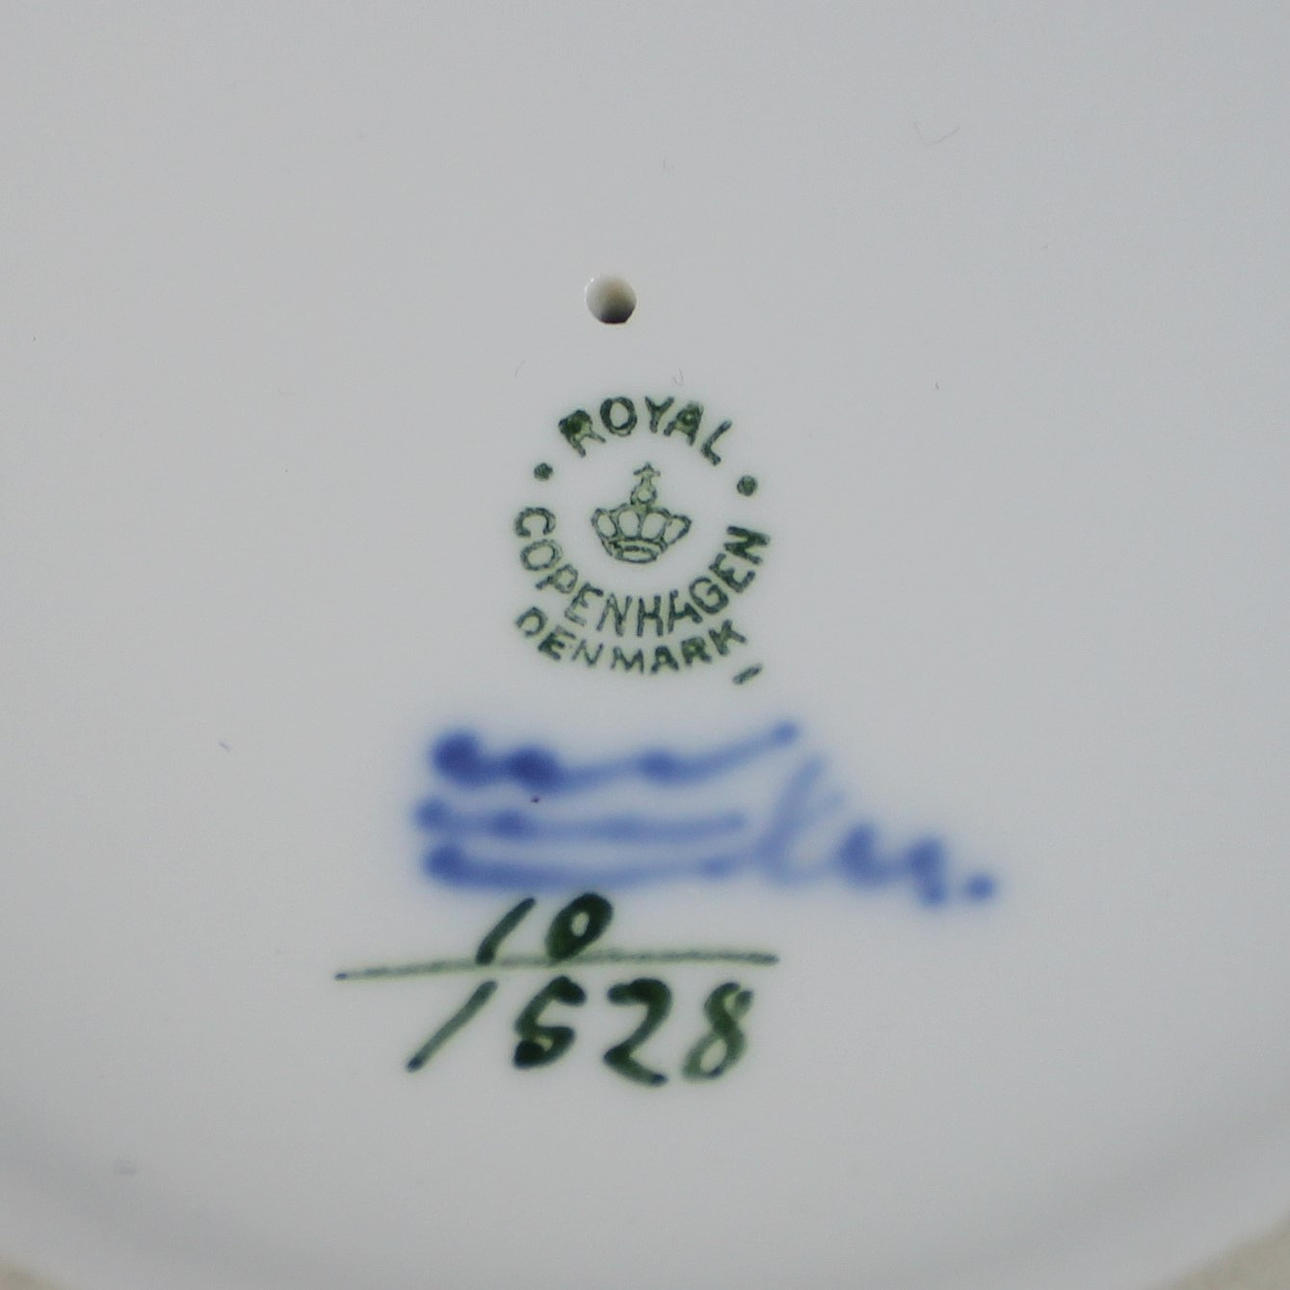 ROYAL
COPENHAGEN
DENMARK
10
1528